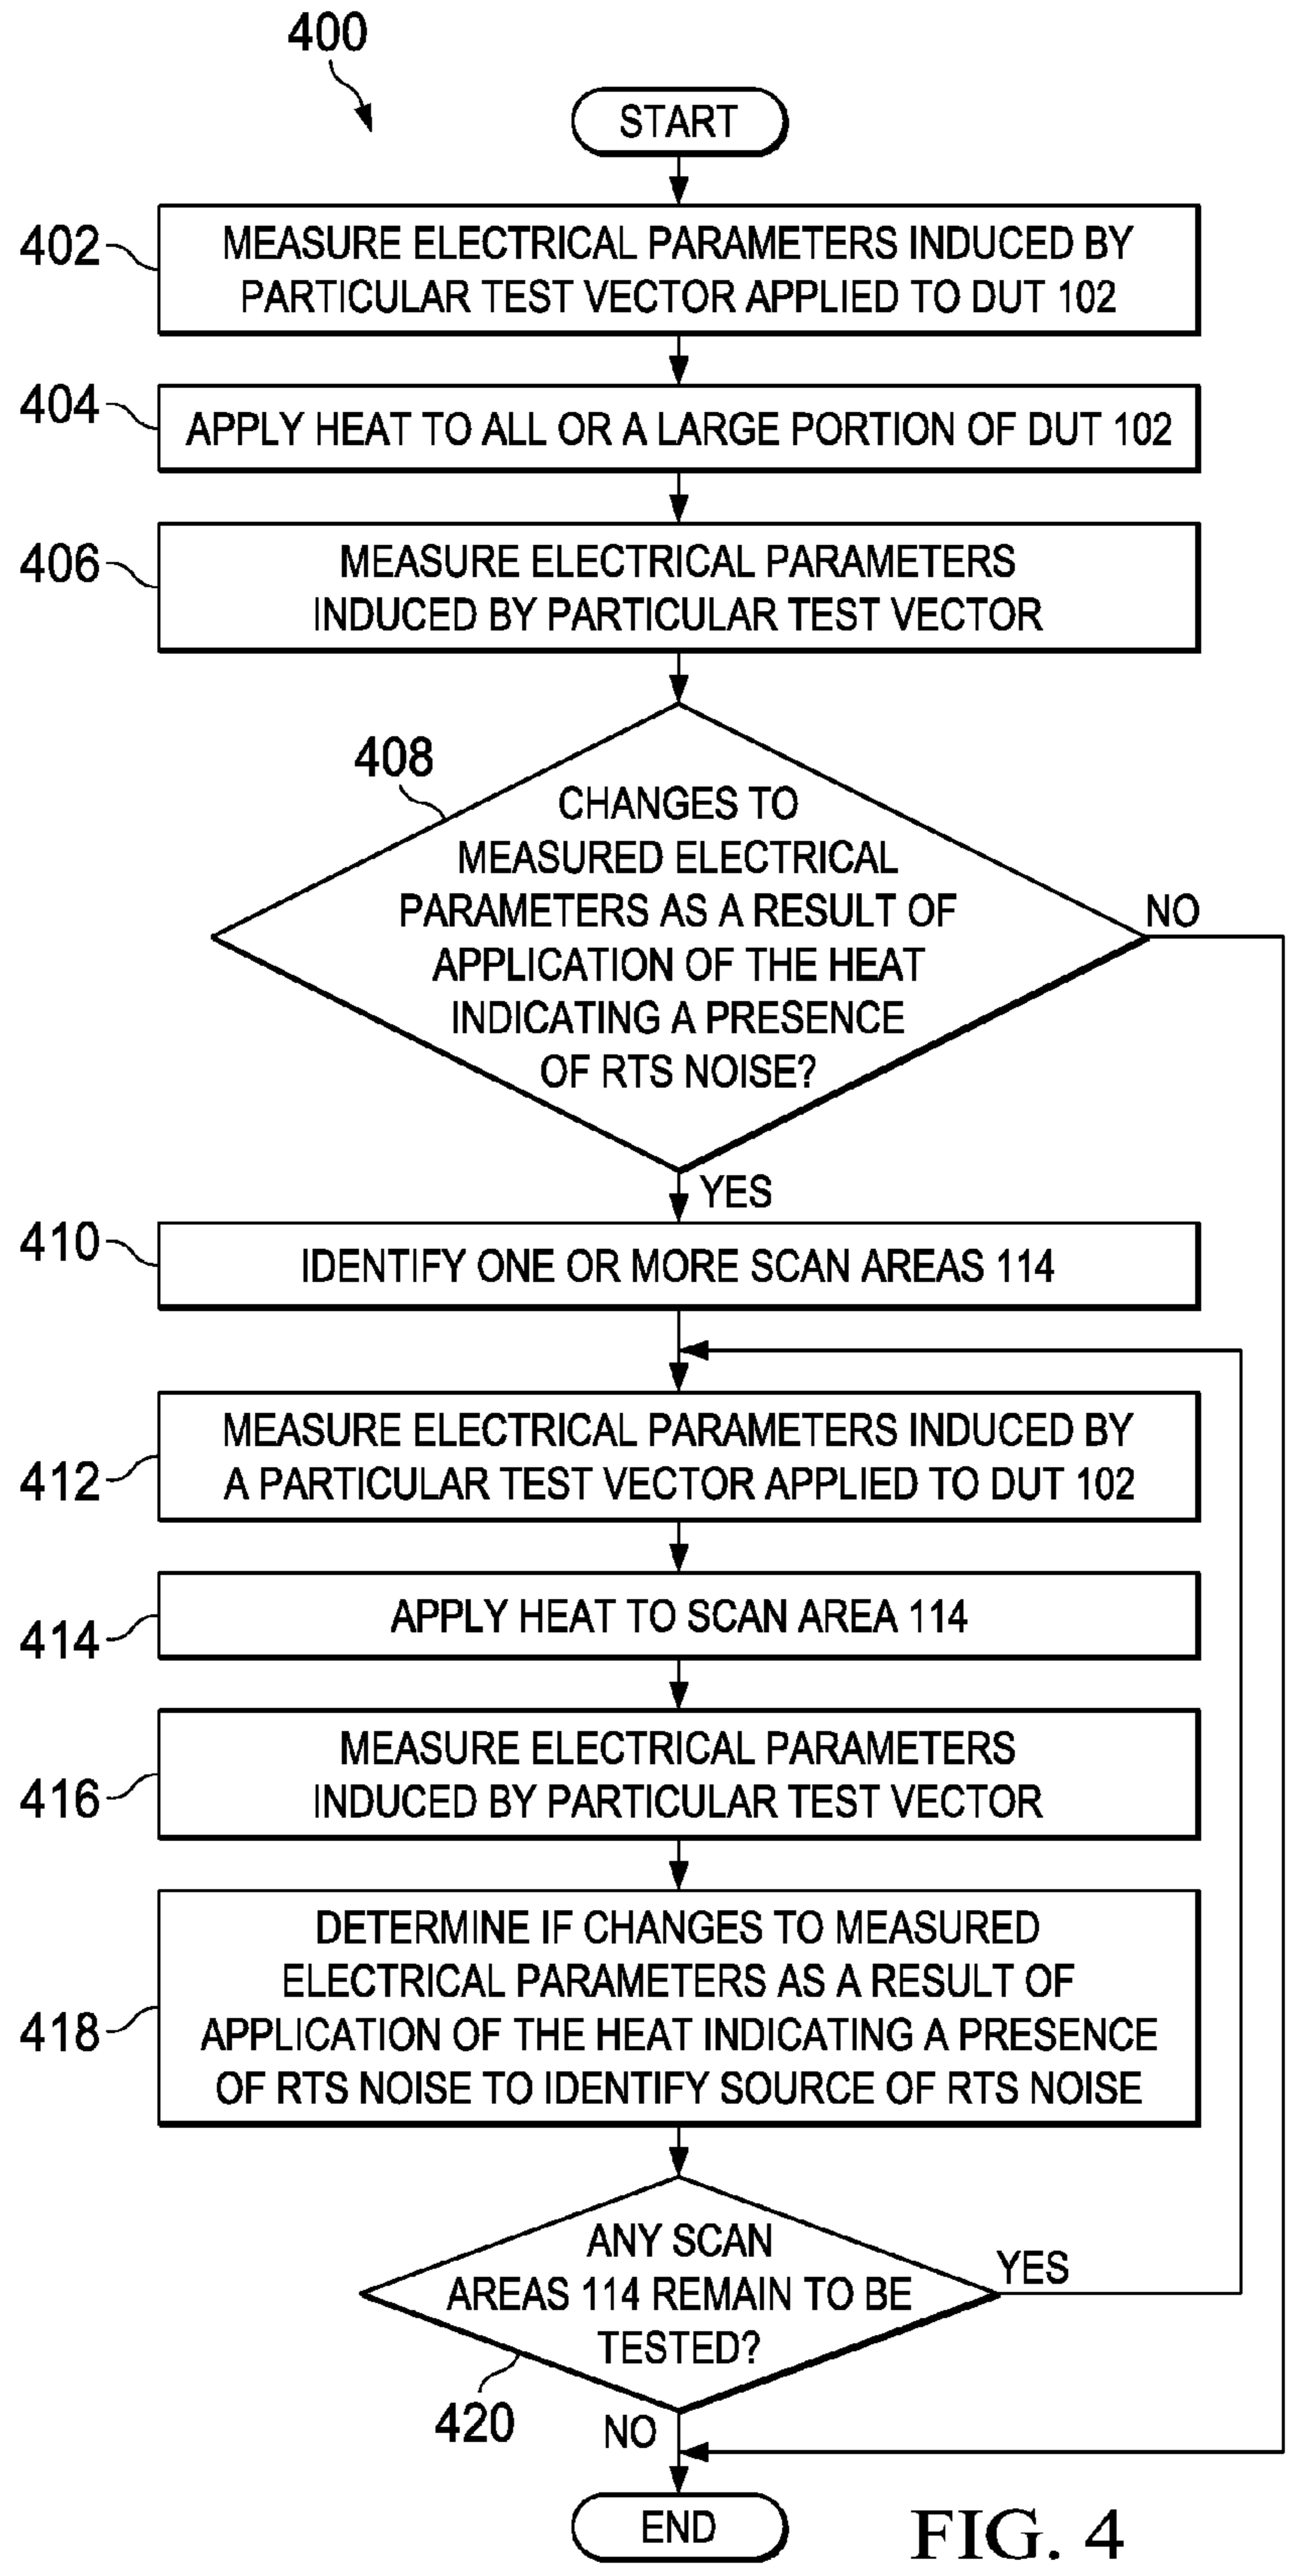 400
START
402
MEASURE ELECTRICAL PARAMETERS INDUCED BY
PARTICULAR TEST VECTOR APPLIED TO DUT 102
404
APPLY HEAT TO ALL OR A LARGE PORTION OF DUT 102
406
MEASURE ELECTRICAL PARAMETERS
INDUCED BY PARTICULAR TEST VECTOR
408
CHANGES TO
MEASURED ELECTRICAL
PARAMETERS AS A RESULT OF
APPLICATION OF THE HEAT
INDICATING A PRESENCE
OF RTS NOISE?
NO
YES
410
IDENTIFY ONE OR MORE SCAN AREAS 114
412
MEASURE ELECTRICAL PARAMETERS INDUCED BY
A PARTICULAR TEST VECTOR APPLIED TO DUT 102
414
APPLY HEAT TO SCAN AREA 114
416
MEASURE ELECTRICAL PARAMETERS
INDUCED BY PARTICULAR TEST VECTOR
418
DETERMINE IF CHANGES TO MEASURED
ELECTRICAL PARAMETERS AS A RESULT OF
APPLICATION OF THE HEAT INDICATING A PRESENCE
OF RTS NOISE TO IDENTIFY SOURCE OF RTS NOISE
ANY SCAN
AREAS 114 REMAIN TO BE
TESTED?
YES
420
NO
END
FIG. 4